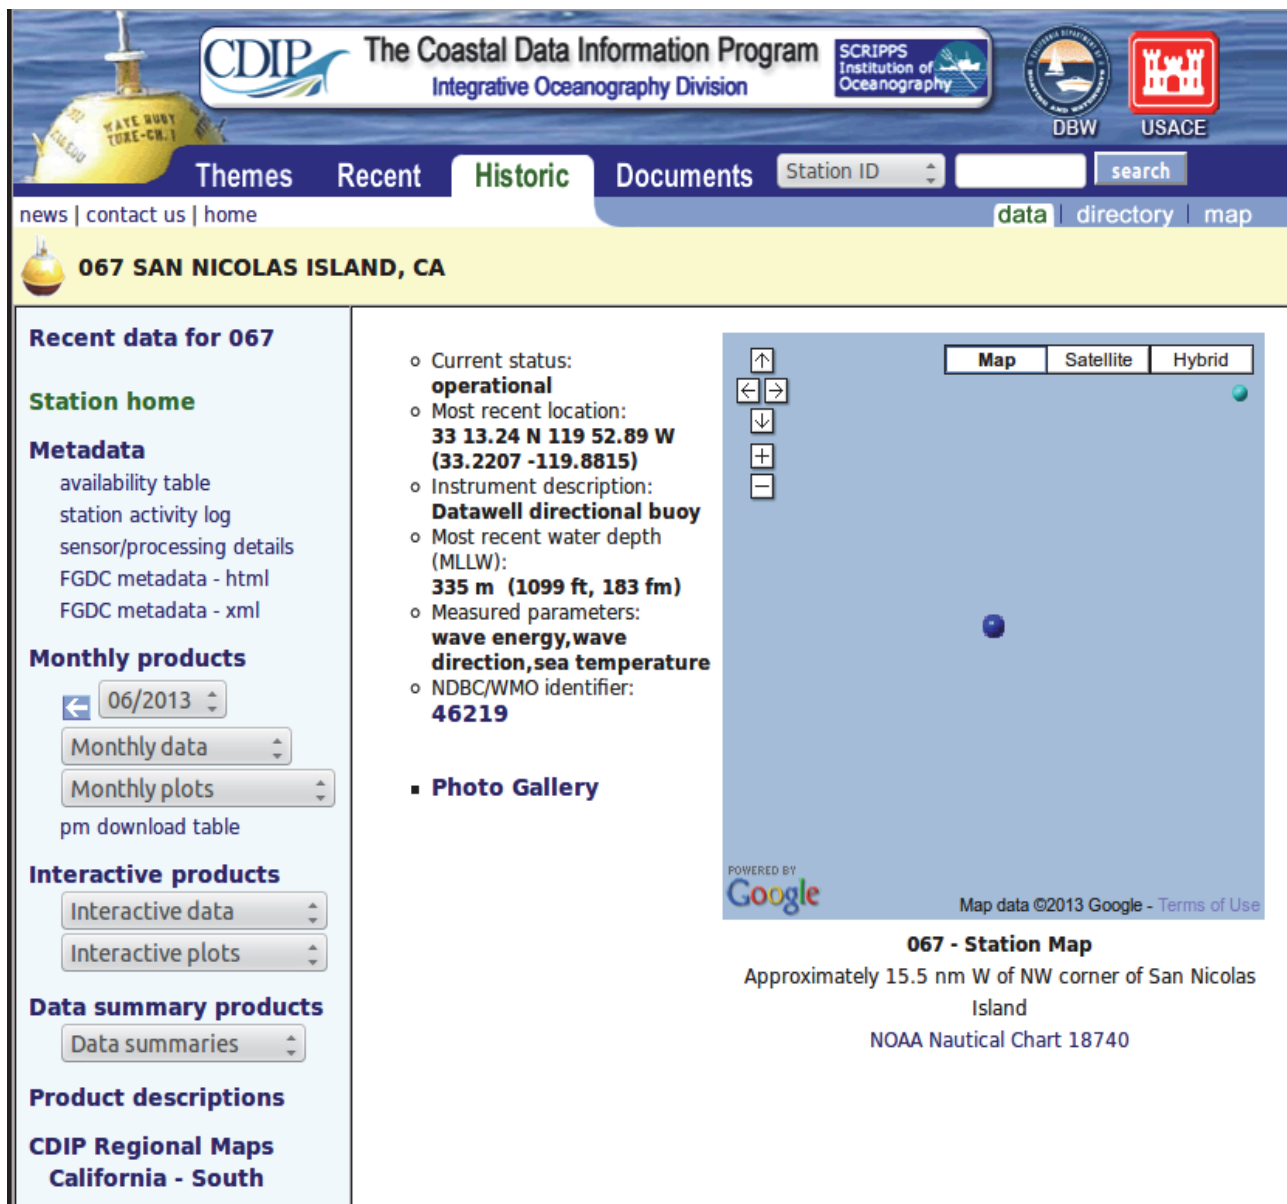 CDIP
The Coastal Data Information Program
Integrative Oceanography Division
SCRIPPS
Institution of
Oceanography
WAVE BUOY
DBW
USACE
Themes
Recent
Historic
Documents
Station ID
search
news | contact us | home
data | directory | map
067 SAN NICOLAS ISLAND, CA
Recent data for 067
Station home
Metadata
availability table
station activity log
sensor/processing details
FGDC metadata - html
FGDC metadata - xml
Monthly products
06/2013
Monthly data
Monthly plots
pm download table
Interactive products
Interactive data
Interactive plots
Data summary products
Data summaries
Product descriptions
CDIP Regional Maps
California - South
Current status:
operational
Most recent location:
33 13.24 N 119 52.89 W
(33.2207 -119.8815)
Instrument description:
Datawell directional buoy
Most recent water depth
(MLLW):
335 m (1099 ft, 183 fm)
Measured parameters:
wave energy,wave
direction,sea temperature
NDBC/WMO identifier:
46219
Photo Gallery
Map
Satellite
Hybrid
POWERED BY
Google
Map data ©2013 Google - Terms of Use
067 - Station Map
Approximately 15.5 nm W of NW corner of San Nicolas
Island
NOAA Nautical Chart 18740